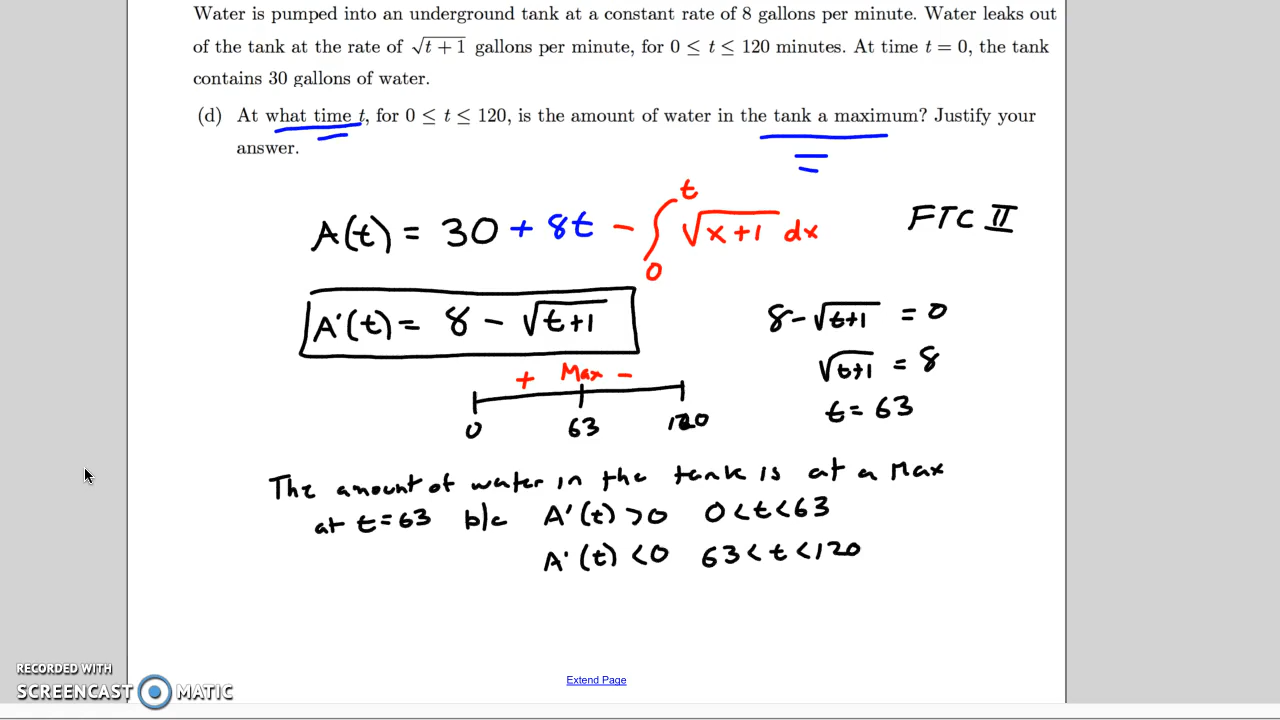 Water is pumped into an underground tank at a constant rate of 8 gallons per minute. Water leaks out
of the tank at the rate of √t + 1 gallons per minute, for 0 ≤ t ≤ 120 minutes. At time t = 0, the tank
contains 30 gallons of water.
(d) At what time t, for 0 ≤ t ≤ 120, is the amount of water in the tank a maximum? Justify your
answer.
A(t) = 30 + 8t − ∫₀ᵗ √x+1 dx
FTC II
A'(t) = 8 − √t+1
8−√t+1 = 0
√t+1 = 8
t = 63
+ Max −
0 63 120
The amount of water in the tank is at a Max
at t = 63 b/c A'(t) > 0 0 < t < 63
A'(t) < 0 63 < t < 120
RECORDED WITH
SCREENCAST MATIC
Extend Page